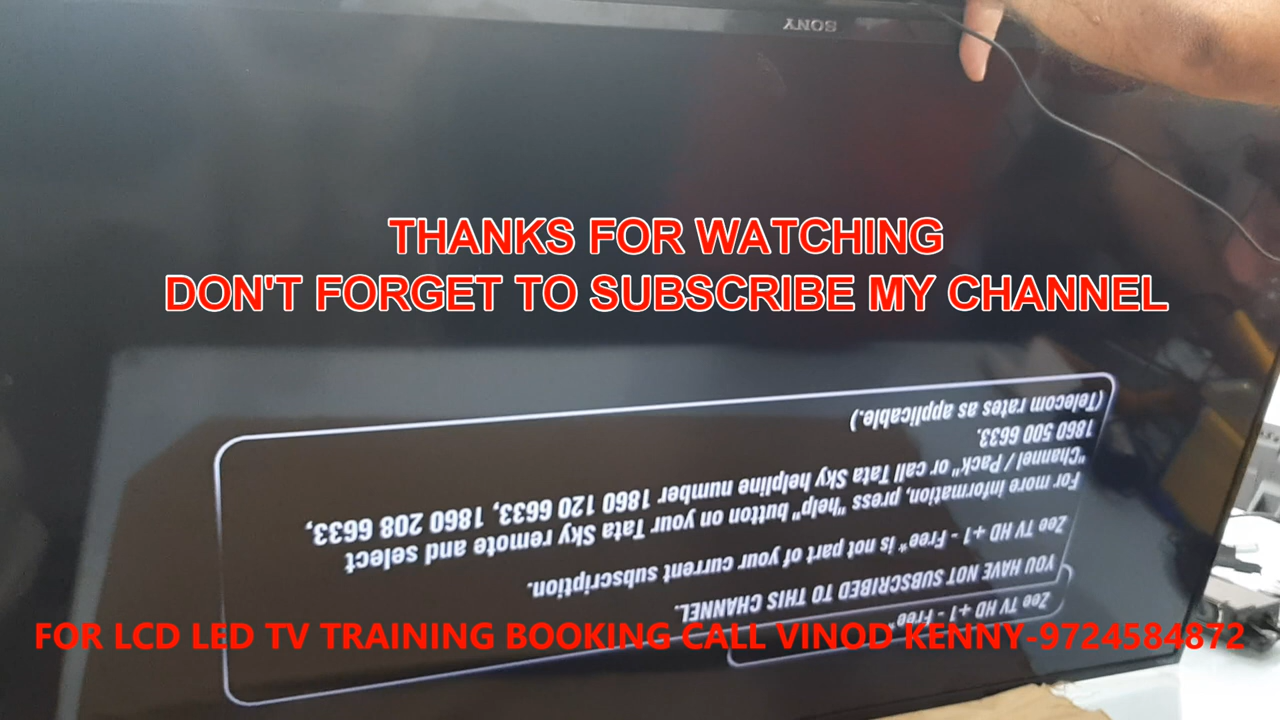 SONY
THANKS FOR WATCHING
DON'T FORGET TO SUBSCRIBE MY CHANNEL
Zee TV HD +1 - Free*
YOU HAVE NOT SUBSCRIBED TO THIS CHANNEL.
Zee TV HD +1 - Free* is not part of your current subscription.
For more information, press "help" button on your Tata Sky remote and select
"Channel / Pack" or call Tata Sky helpline number 1860 120 6633, 1860 208 6633,
1860 500 6633.
(Telecom rates as applicable.)
FOR LCD LED TV TRAINING BOOKING CALL VINOD KENNY-9724584872